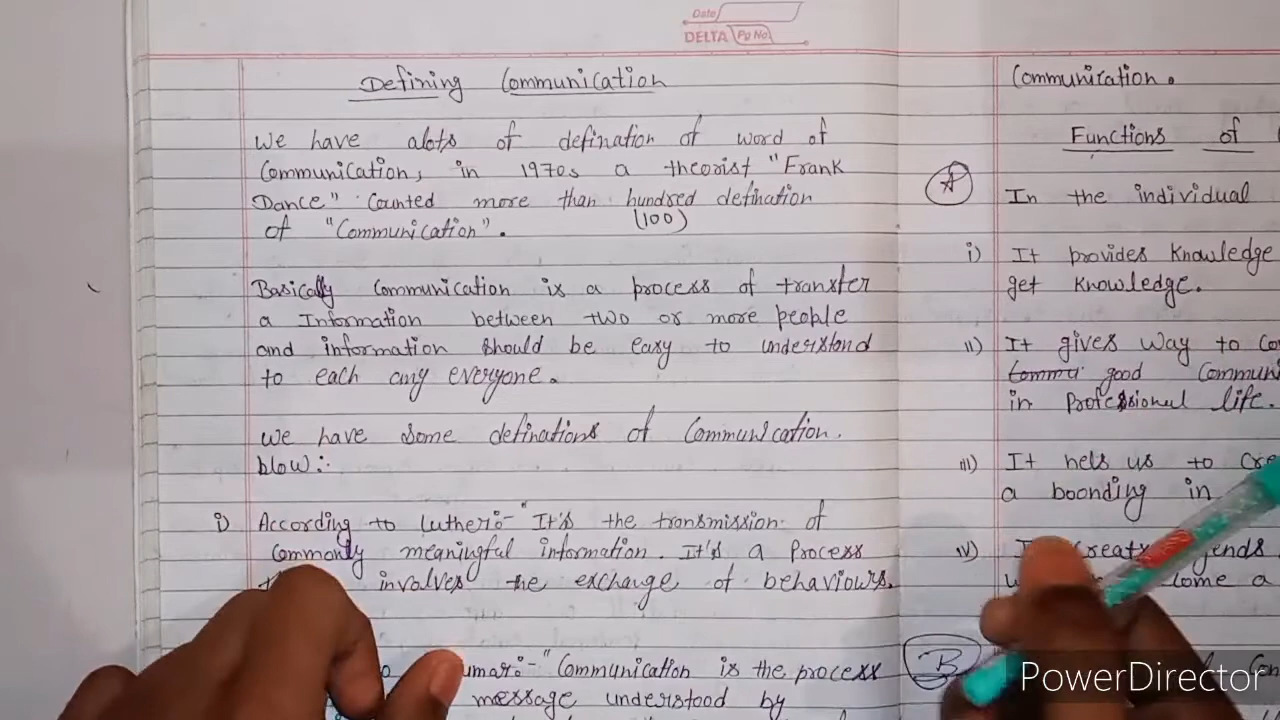 Date
DELTA Pg No.
Defining Communication
We have alots of defination of word of
Communication, in 1970s a theorist "Frank
Dance" Counted more than hundred defination
(100)
of "Communication".
Basically Communication is a process of tranxfer
a Information between two or more people
and information should be easy to understand
to each any everyone.
We have some definations of Communication.
blow:-
i) According to Luther:- "It's the transmission of
Commonly meaningful information. It's a Process
involves the exchange of behaviours.
"Communication is the process
message understood by
Communication.
Functions of
A
In the individual
i) It provides Knowledge
get Knowledge.
ii) It gives way to
good
in Professional life.
iii) It hels us to
a boonding in
iv)
come a
B
PowerDirector